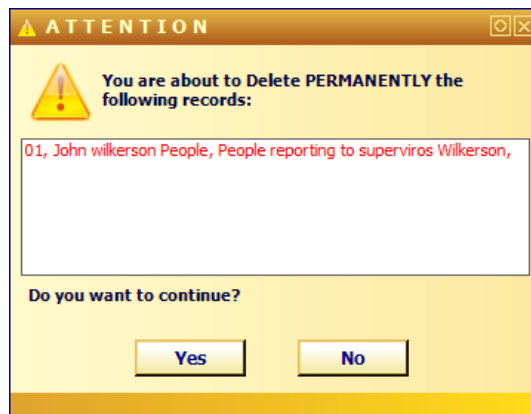 ATTENTION
You are about to Delete PERMANENTLY the
following records:
01, John wilkerson People, People reporting to superviros Wilkerson,
Do you want to continue?
Yes
No